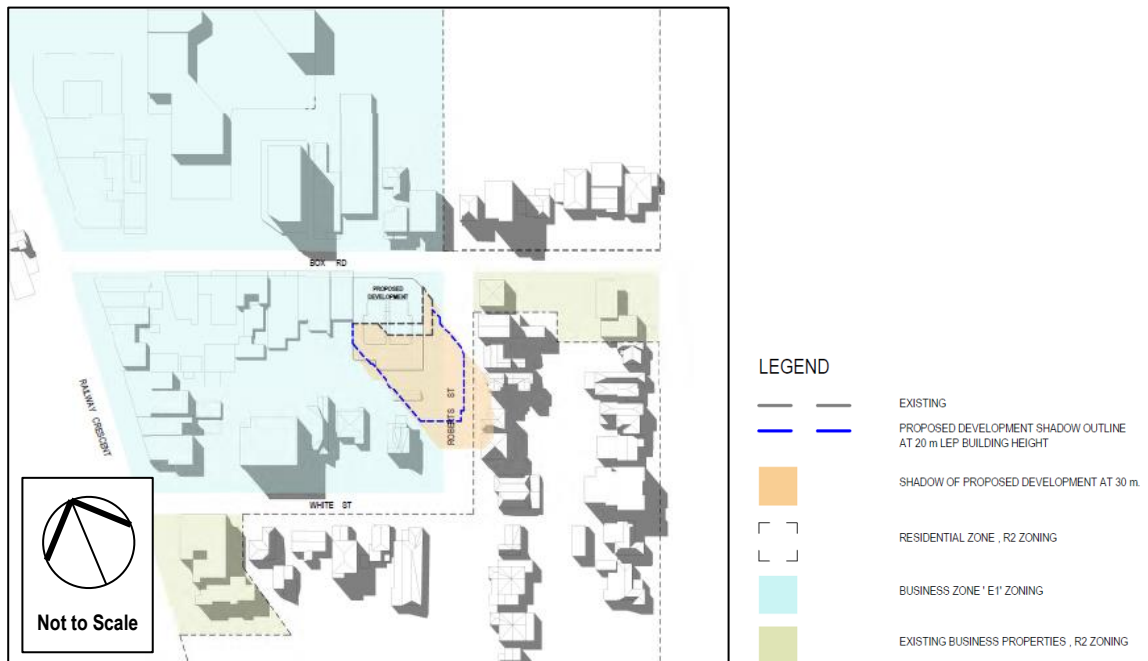 BOX RD
PROPOSED
DEVELOPMENT
RAILWAY CRESCENT
ROBERTS ST
WHITE ST
Not to Scale
LEGEND
EXISTING
PROPOSED DEVELOPMENT SHADOW OUTLINE
AT 20 m LEP BUILDING HEIGHT
SHADOW OF PROPOSED DEVELOPMENT AT 30 m.
RESIDENTIAL ZONE , R2 ZONING
BUSINESS ZONE ' E1' ZONING
EXISTING BUSINESS PROPERTIES , R2 ZONING